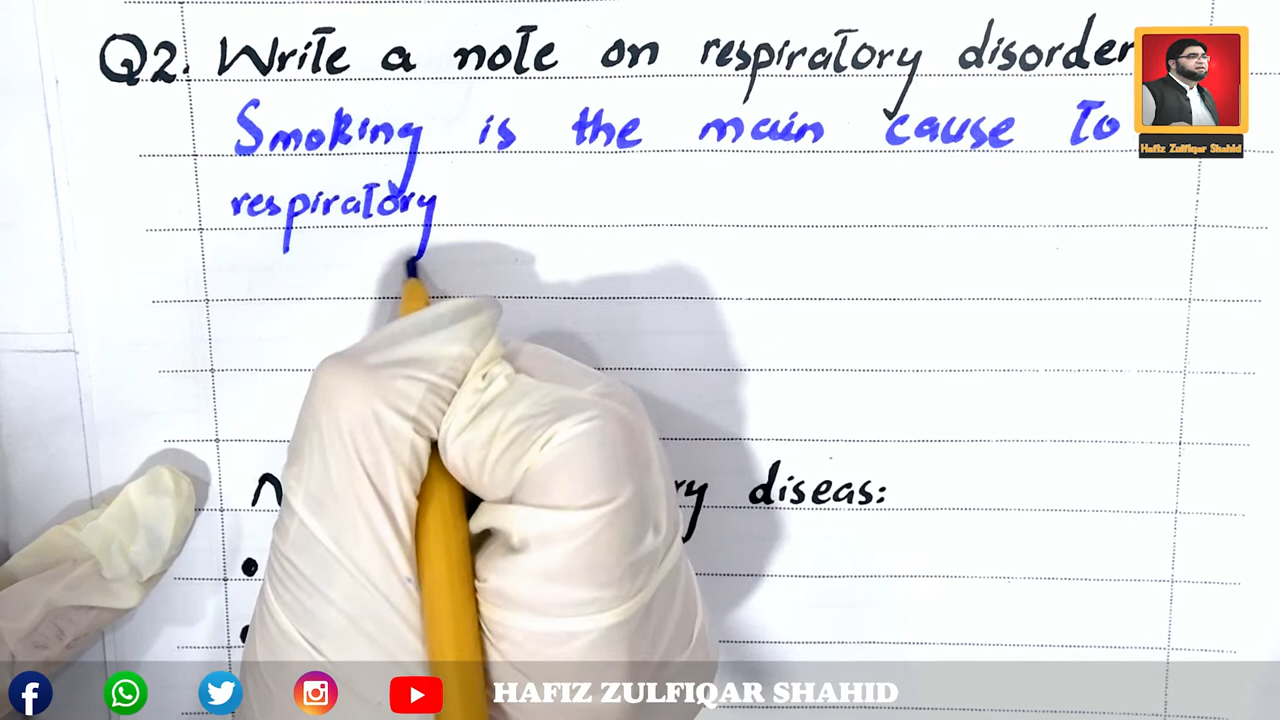 Q2. Write a note on respiratory disorder
Smoking is the main cause to
respiratory
diseas:
Hafiz Zulfiqar Shahid
HAFIZ ZULFIQAR SHAHID